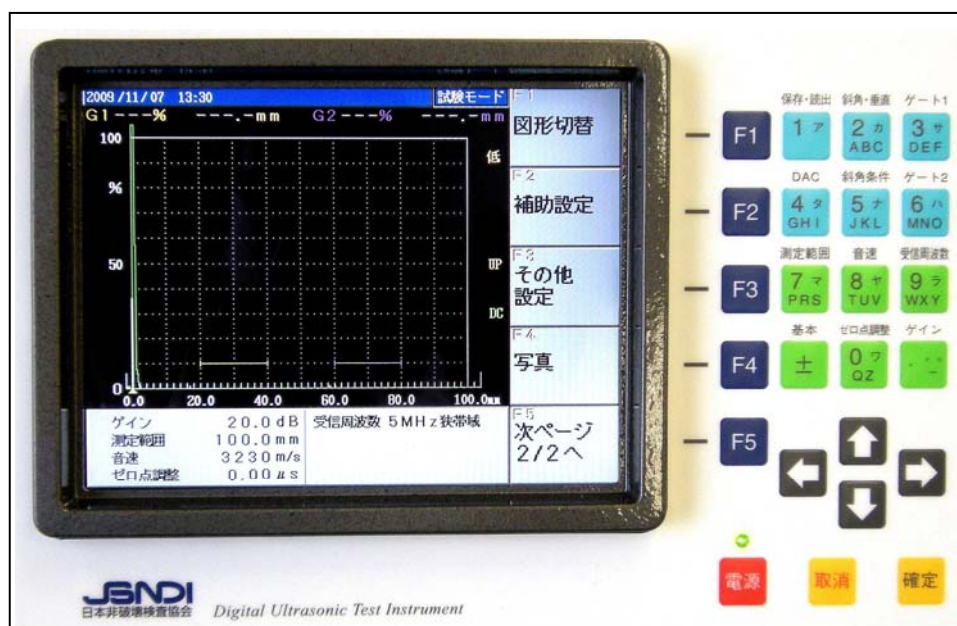 2009/11/07 13:30 試験モード
G1 ---% ---.-mm G2 ---% ---.-mm
100
%
50
0
低
UP
DC
0.0 20.0 40.0 60.0 80.0 100.0mm
ゲイン 20.0dB
測定範囲 100.0mm
音速 3230m/s
ゼロ点調整 0.00μs
受信周波数 5MHz狭帯域
F1
図形切替
F2
補助設定
F3
その他
設定
F4
写真
F5
次ページ
2/2へ
F1
F2
F3
F4
F5
保存・読出 斜角・垂直 ゲート1
1 ア 2 カ 3 サ
ABC DEF
DAC 斜角条件 ゲート2
4 タ 5 ナ 6 ハ
GHI JKL MNO
測定範囲 音速 受信周波数
7 マ 8 ヤ 9 ラ
PRS TUV WXY
基本 ゼロ点調整 ゲイン
± 0 ワ
QZ
電源 取消 確定
JSNDI
日本非破壊検査協会
Digital Ultrasonic Test Instrument